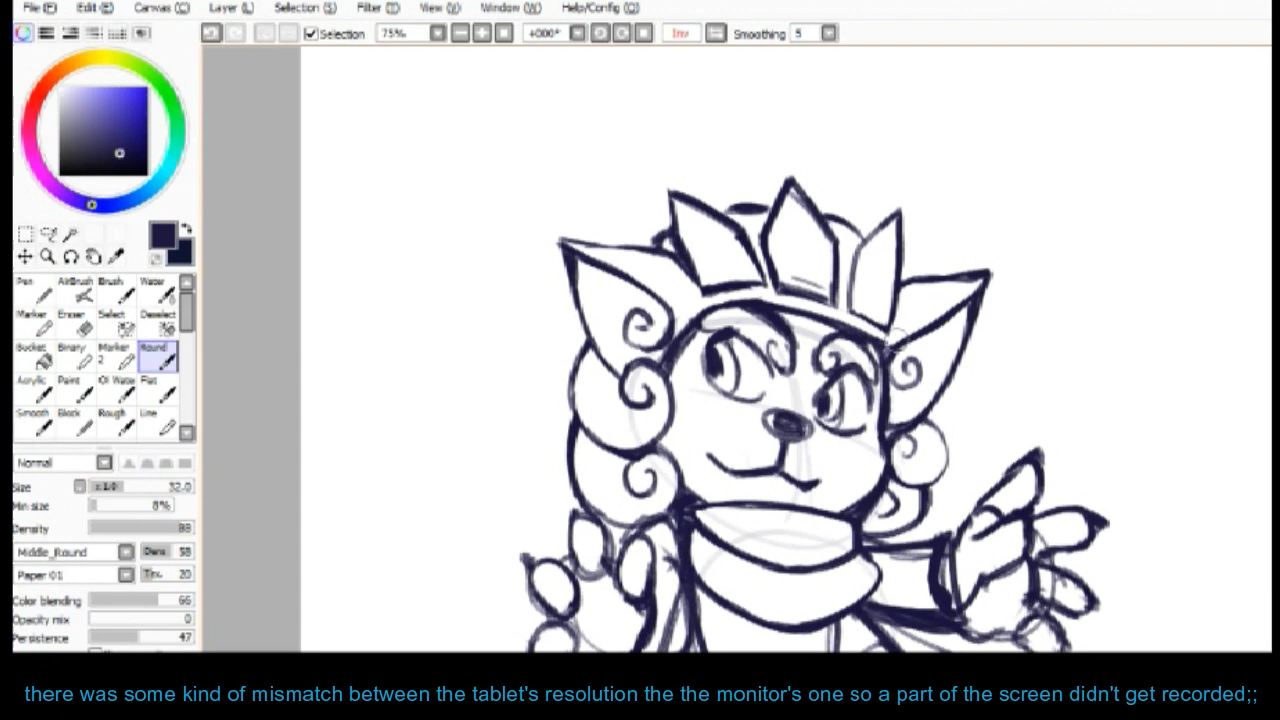 File (F) Edit (E) Canvas (C) Layer (L) Selection (S) Filter (T) View (V) Window (W) Help/Config (O)
Selection 75% +000° Inv Smoothing 5
Pen AirBrush Brush Water
Marker Eraser Select Deselect
Bucket Binary Marker 2 Round
Acrylic Paint Oil Water Flat
Smooth Block Rough Line
Normal
Size x 1.0 32.0
Min size 8%
Density 88
Middle_Round Dens 58
Paper 01 20
Color blending 66
Opacity mix 0
Persistence 47
there was some kind of mismatch between the tablet's resolution the the monitor's one so a part of the screen didn't get recorded;;